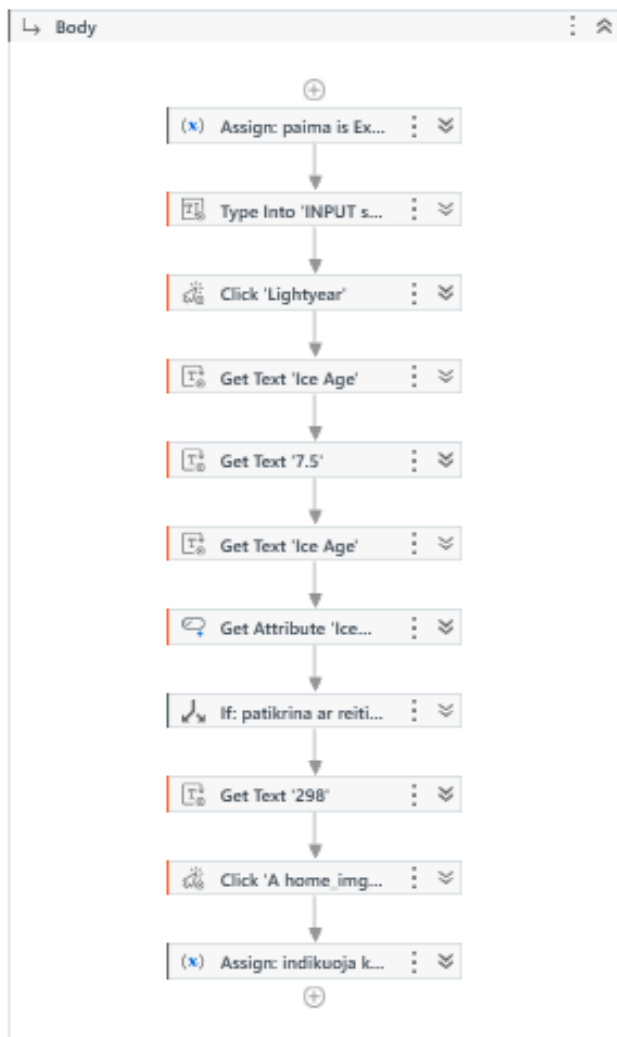 Body
Assign: paima is Ex...
Type Into 'INPUT s...
Click 'Lightyear'
Get Text 'Ice Age'
Get Text '7.5'
Get Text 'Ice Age'
Get Attribute 'Ice...
If: patikrina ar reiti...
Get Text '298'
Click 'A home_img...
Assign: indikuoja k...